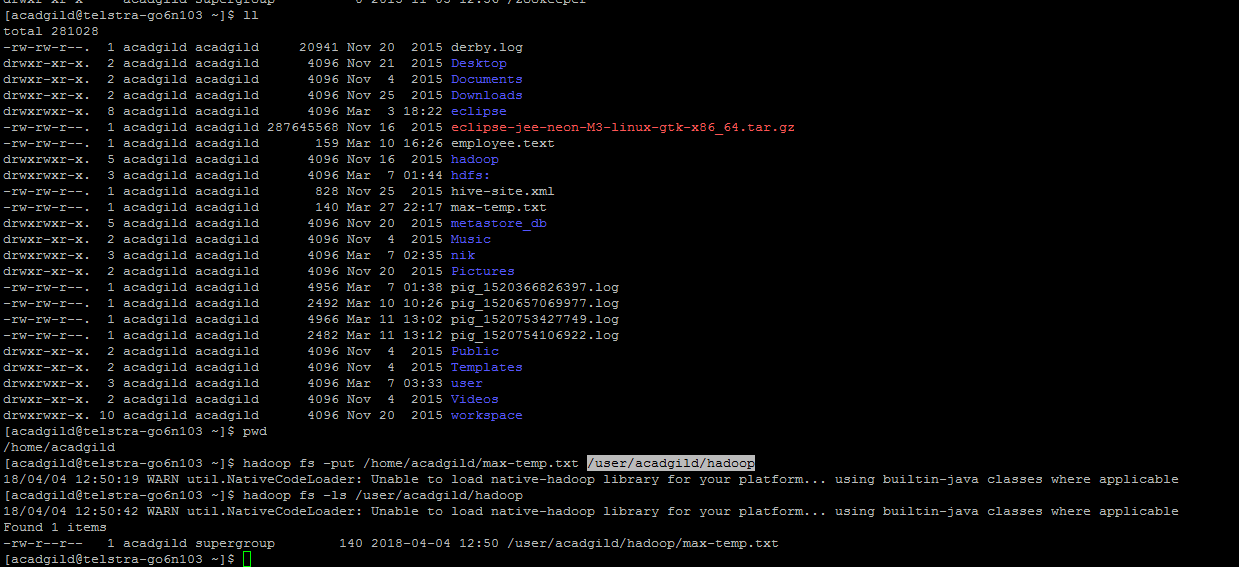 drwxr-xr-x - acadgild supergroup 0 2015-11-05 12:56 /zookeeper
[acadgild@telstra-go6n103 ~]$ ll
total 281028
-rw-rw-r--. 1 acadgild acadgild 20941 Nov 20 2015 derby.log
drwxr-xr-x. 2 acadgild acadgild 4096 Nov 21 2015 Desktop
drwxr-xr-x. 2 acadgild acadgild 4096 Nov 4 2015 Documents
drwxr-xr-x. 2 acadgild acadgild 4096 Nov 25 2015 Downloads
drwxrwxr-x. 8 acadgild acadgild 4096 Mar 3 18:22 eclipse
-rw-rw-r--. 1 acadgild acadgild 287645568 Nov 16 2015 eclipse-jee-neon-M3-linux-gtk-x86_64.tar.gz
-rw-rw-r--. 1 acadgild acadgild 159 Mar 10 16:26 employee.text
drwxrwxr-x. 5 acadgild acadgild 4096 Nov 16 2015 hadoop
drwxrwxr-x. 3 acadgild acadgild 4096 Mar 7 01:44 hdfs:
-rw-rw-r--. 1 acadgild acadgild 828 Nov 25 2015 hive-site.xml
-rw-rw-r--. 1 acadgild acadgild 140 Mar 27 22:17 max-temp.txt
drwxrwxr-x. 5 acadgild acadgild 4096 Nov 20 2015 metastore_db
drwxr-xr-x. 2 acadgild acadgild 4096 Nov 4 2015 Music
drwxrwxr-x. 3 acadgild acadgild 4096 Mar 7 02:35 nik
drwxr-xr-x. 2 acadgild acadgild 4096 Nov 20 2015 Pictures
-rw-rw-r--. 1 acadgild acadgild 4956 Mar 7 01:38 pig_1520366826397.log
-rw-rw-r--. 1 acadgild acadgild 2492 Mar 10 10:26 pig_1520657069977.log
-rw-rw-r--. 1 acadgild acadgild 4966 Mar 11 13:02 pig_1520753427749.log
-rw-rw-r--. 1 acadgild acadgild 2482 Mar 11 13:12 pig_1520754106922.log
drwxr-xr-x. 2 acadgild acadgild 4096 Nov 4 2015 Public
drwxr-xr-x. 2 acadgild acadgild 4096 Nov 4 2015 Templates
drwxrwxr-x. 3 acadgild acadgild 4096 Mar 7 03:33 user
drwxr-xr-x. 2 acadgild acadgild 4096 Nov 4 2015 Videos
drwxrwxr-x. 10 acadgild acadgild 4096 Nov 20 2015 workspace
[acadgild@telstra-go6n103 ~]$ pwd
/home/acadgild
[acadgild@telstra-go6n103 ~]$ hadoop fs -put /home/acadgild/max-temp.txt /user/acadgild/hadoop
18/04/04 12:50:19 WARN util.NativeCodeLoader: Unable to load native-hadoop library for your platform... using builtin-java classes where applicable
[acadgild@telstra-go6n103 ~]$ hadoop fs -ls /user/acadgild/hadoop
18/04/04 12:50:42 WARN util.NativeCodeLoader: Unable to load native-hadoop library for your platform... using builtin-java classes where applicable
Found 1 items
-rw-r--r-- 1 acadgild supergroup 140 2018-04-04 12:50 /user/acadgild/hadoop/max-temp.txt
[acadgild@telstra-go6n103 ~]$